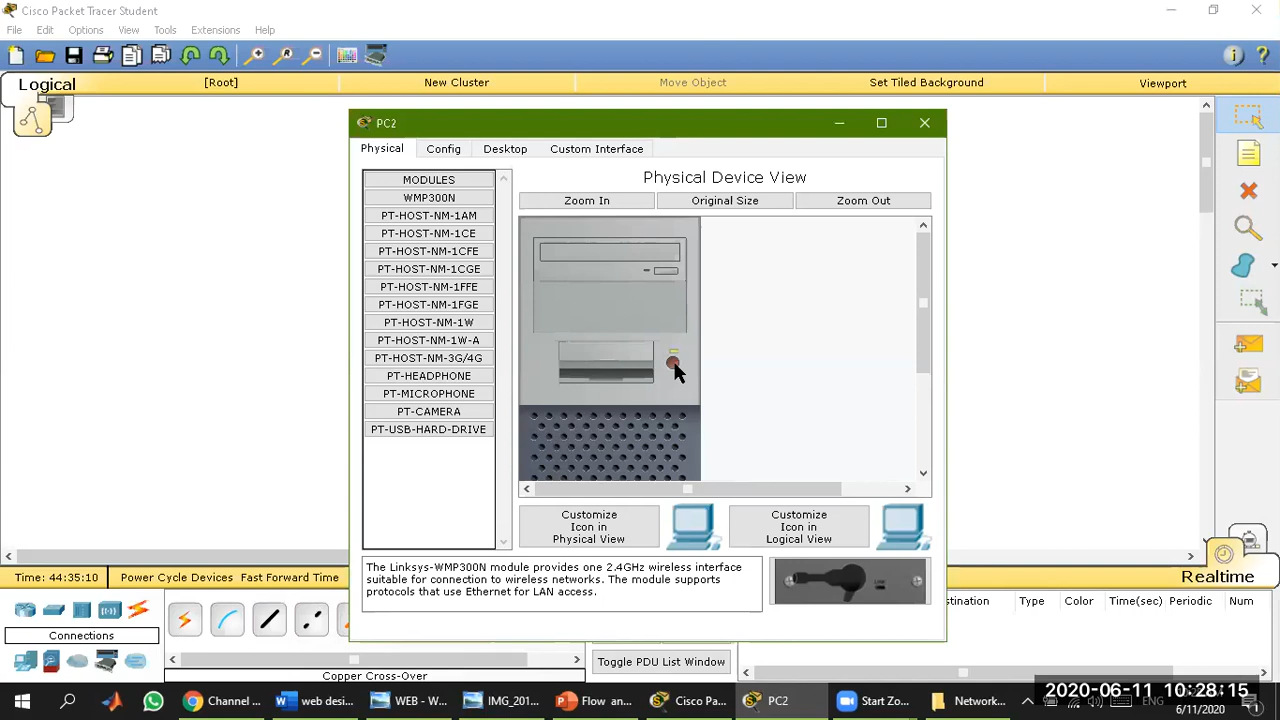 Cisco Packet Tracer Student
File Edit Options View Tools Extensions Help
Logical [Root] New Cluster Move Object Set Tiled Background Viewport
PC2
Physical Config Desktop Custom Interface
MODULES
WMP300N
PT-HOST-NM-1AM
PT-HOST-NM-1CE
PT-HOST-NM-1CFE
PT-HOST-NM-1CGE
PT-HOST-NM-1FFE
PT-HOST-NM-1FGE
PT-HOST-NM-1W
PT-HOST-NM-1W-A
PT-HOST-NM-3G/4G
PT-HEADPHONE
PT-MICROPHONE
PT-CAMERA
PT-USB-HARD-DRIVE
Physical Device View
Zoom In Original Size Zoom Out
Customize
Icon in
Physical View
Customize
Icon in
Logical View
The Linksys-WMP300N module provides one 2.4GHz wireless interface
suitable for connection to wireless networks. The module supports
protocols that use Ethernet for LAN access.
Time: 44:35:10 Power Cycle Devices Fast Forward Time
Realtime
stination Type Color Time(sec) Periodic Num
Connections
Toggle PDU List Window
Copper Cross-Over
Channel ... web desi... WEB - W... IMG_201... Flow an... Cisco Pa... PC2 Start Zo... Network...
2020-06-11 10:28:15
6/11/2020